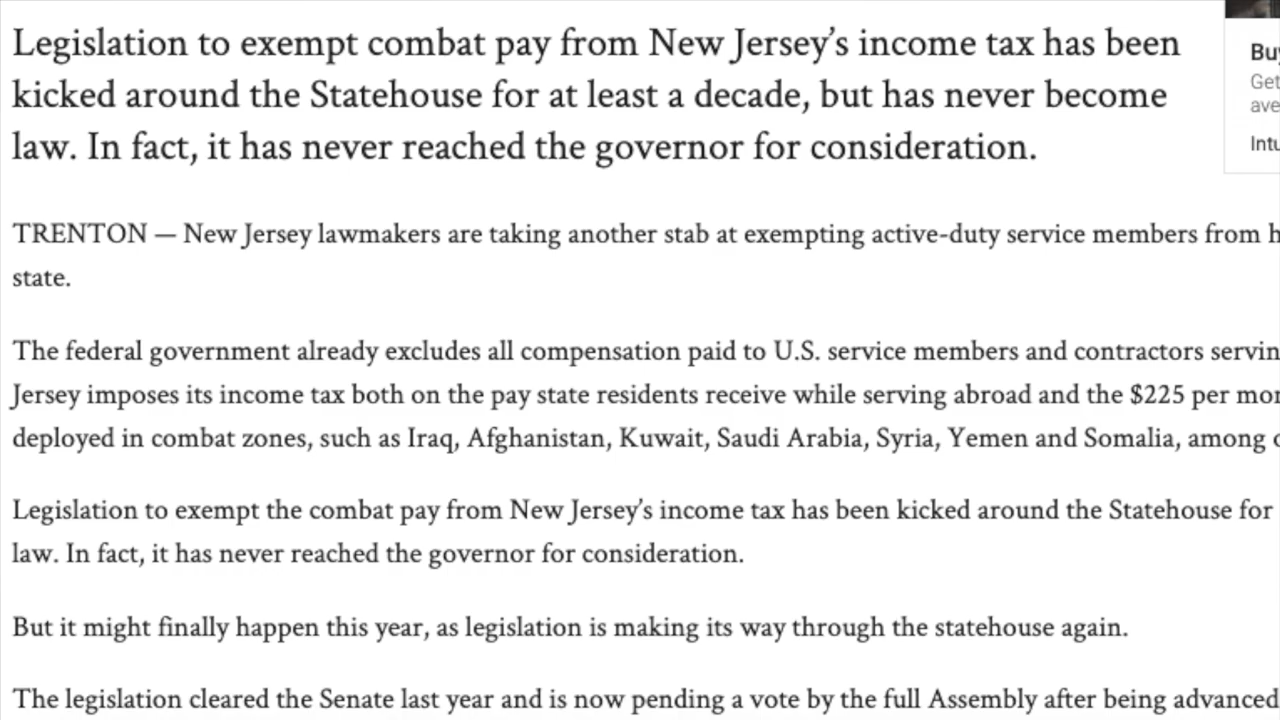 Legislation to exempt combat pay from New Jersey’s income tax has been
kicked around the Statehouse for at least a decade, but has never become
law. In fact, it has never reached the governor for consideration.
TRENTON — New Jersey lawmakers are taking another stab at exempting active-duty service members from
state.
The federal government already excludes all compensation paid to U.S. service members and contractors
Jersey imposes its income tax both on the pay state residents receive while serving abroad and the $225 per
deployed in combat zones, such as Iraq, Afghanistan, Kuwait, Saudi Arabia, Syria, Yemen and Somalia, among
Legislation to exempt the combat pay from New Jersey’s income tax has been kicked around the Statehouse for
law. In fact, it has never reached the governor for consideration.
But it might finally happen this year, as legislation is making its way through the statehouse again.
The legislation cleared the Senate last year and is now pending a vote by the full Assembly after being advanced
Get